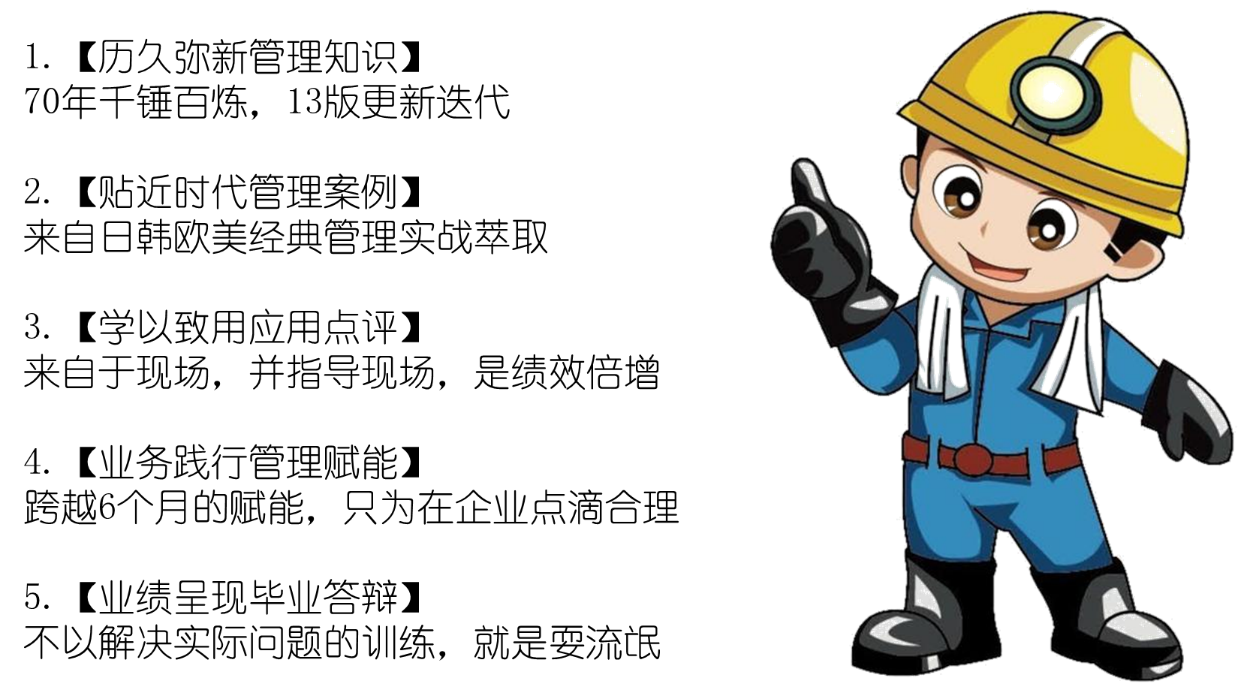 1. 【历久弥新管理知识】
70年千锤百炼，13版更新迭代
2. 【贴近时代管理案例】
来自日韩欧美经典管理实战萃取
3. 【学以致用应用点评】
来自于现场，并指导现场，是绩效倍增
4. 【业务践行管理赋能】
跨越6个月的赋能，只为在企业点滴合理
5. 【业绩呈现毕业答辩】
不以解决实际问题的训练，就是耍流氓